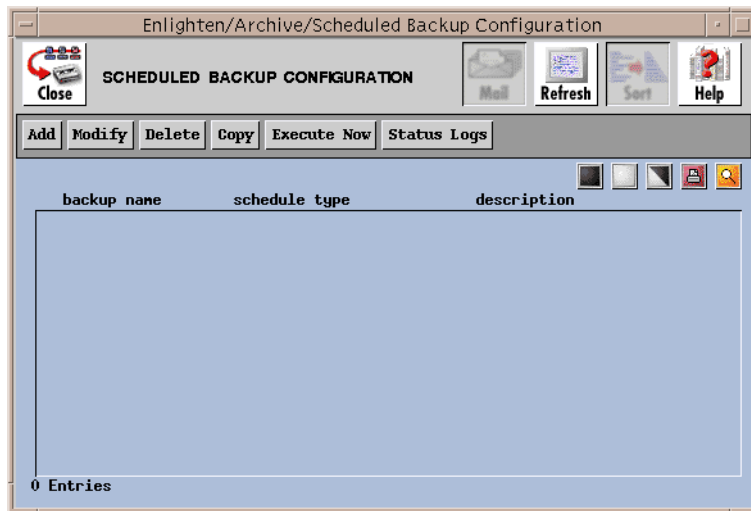 Enlighten/Archive/Scheduled Backup Configuration
Close
SCHEDULED BACKUP CONFIGURATION
Mail Refresh Sort Help
Add Modify Delete Copy Execute Now Status Logs
backup name schedule type description
0 Entries